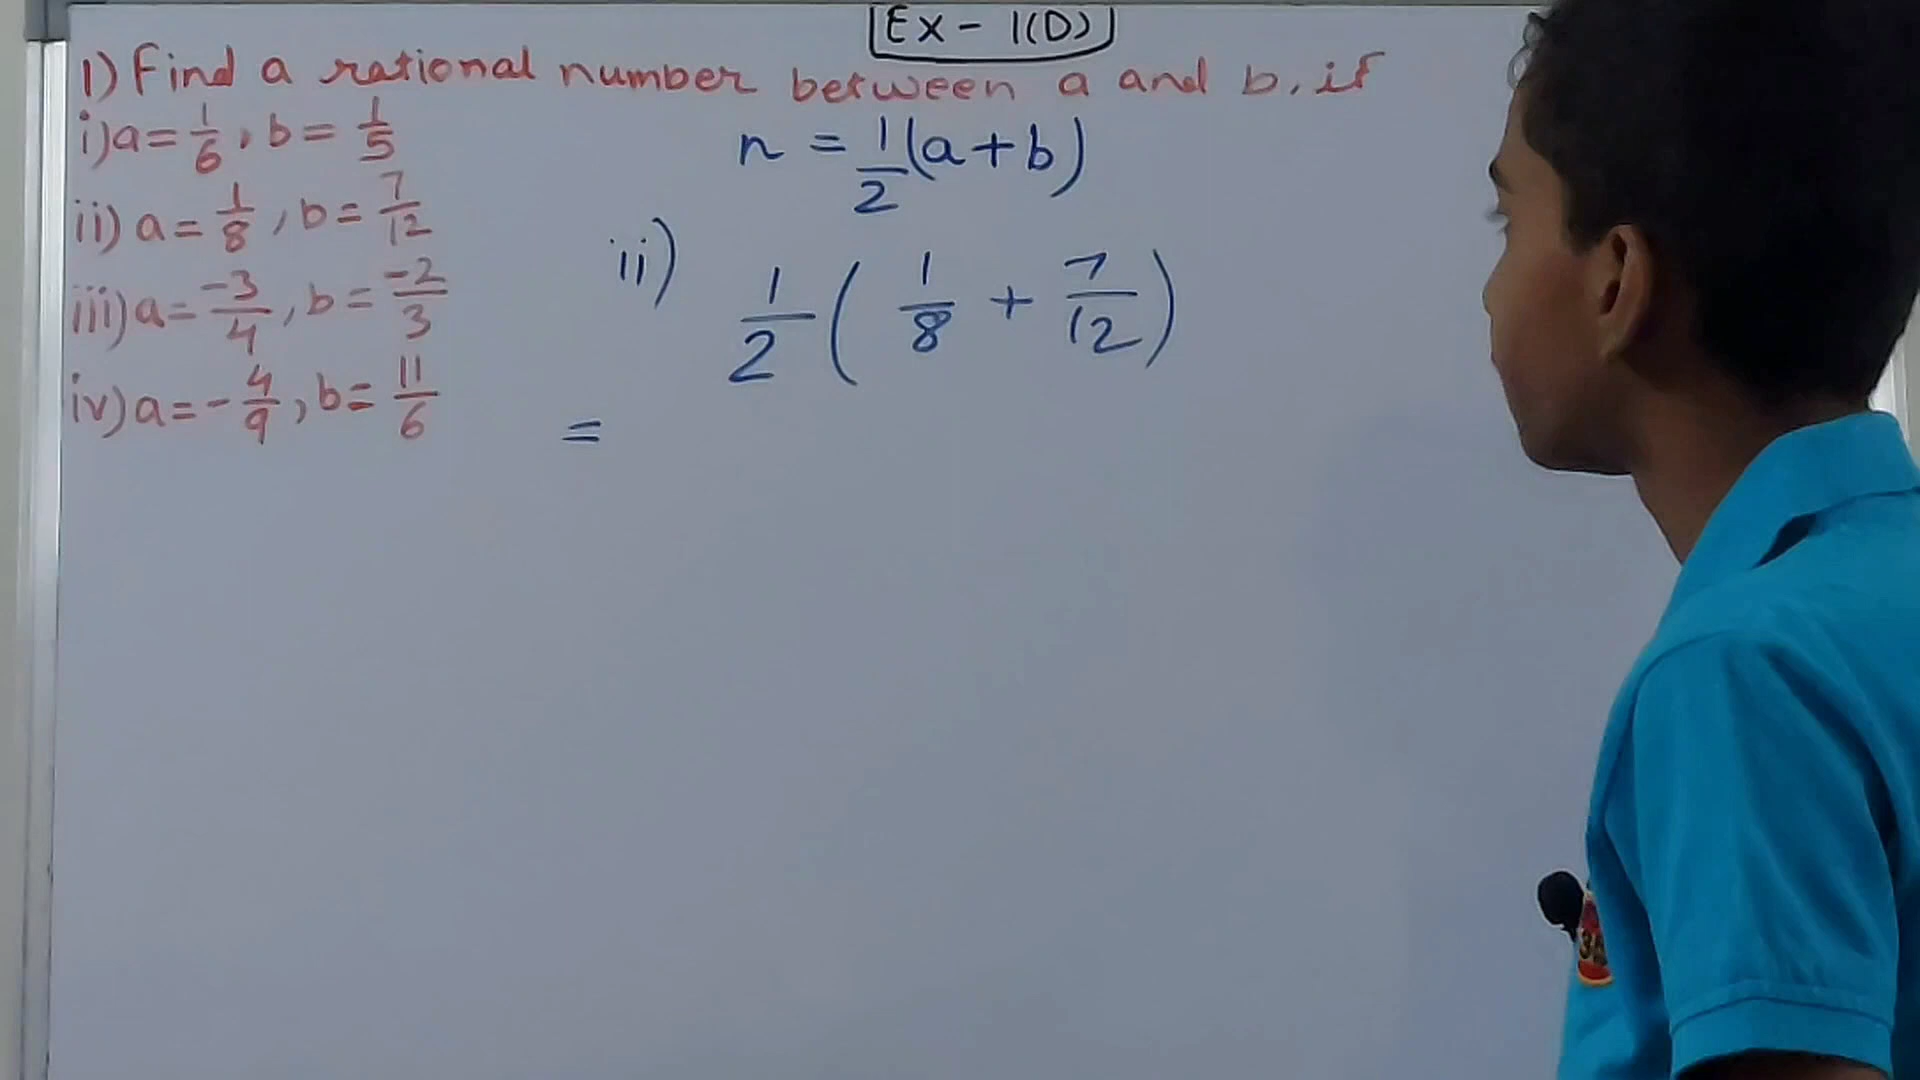 Ex - 1(D)
1) Find a rational number between a and b, if
i) a = 1/6, b = 1/5
ii) a = 1/8, b = 7/12
iii) a = -3/4, b = -2/3
iv) a = -4/9, b = 11/6
n = 1/2 (a + b)
ii) 1/2 ( 1/8 + 7/12 )
=